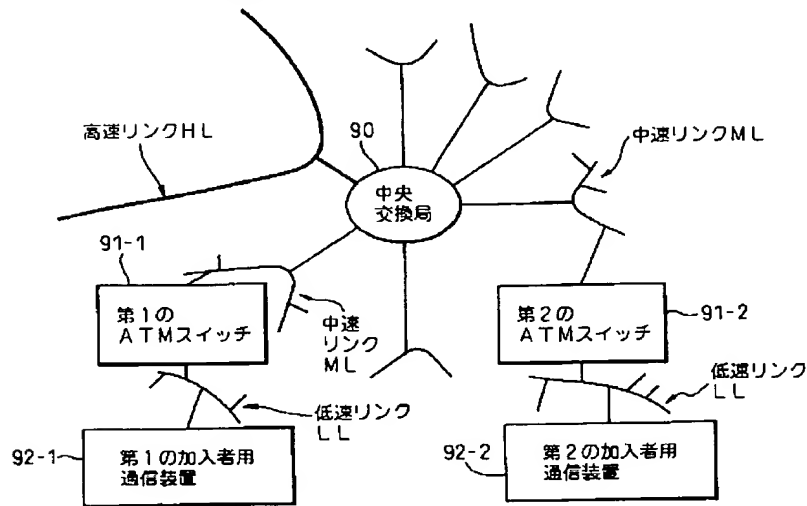 高速リンクHL
90
中速リンクML
中央
交換局
91-1
第1の
ATMスイッチ
中速
リンク
ML
第2の
ATMスイッチ
91-2
低速リンク
LL
低速リンク
LL
92-1
第1の加入者用
通信装置
92-2
第2の加入者用
通信装置